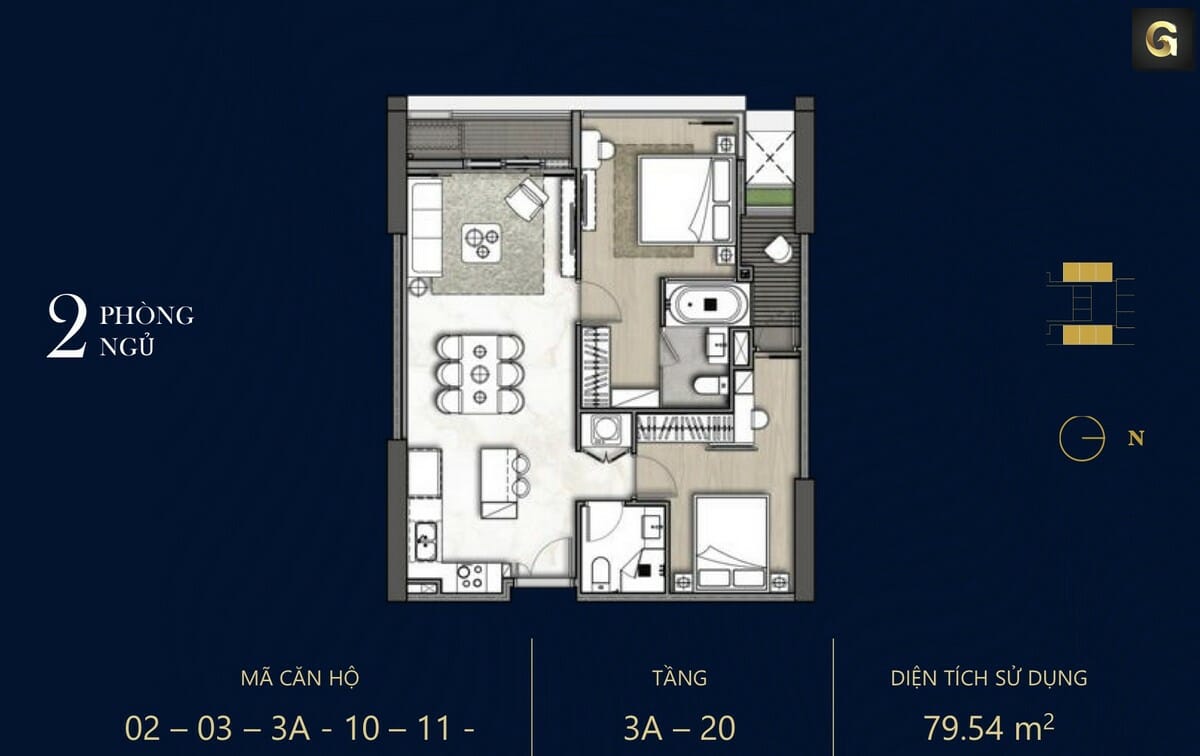 G
2 PHÒNG
NGỦ
N
MÃ CĂN HỘ
02 – 03 – 3A - 10 – 11 -
TẦNG
3A – 20
DIỆN TÍCH SỬ DỤNG
79.54 m²